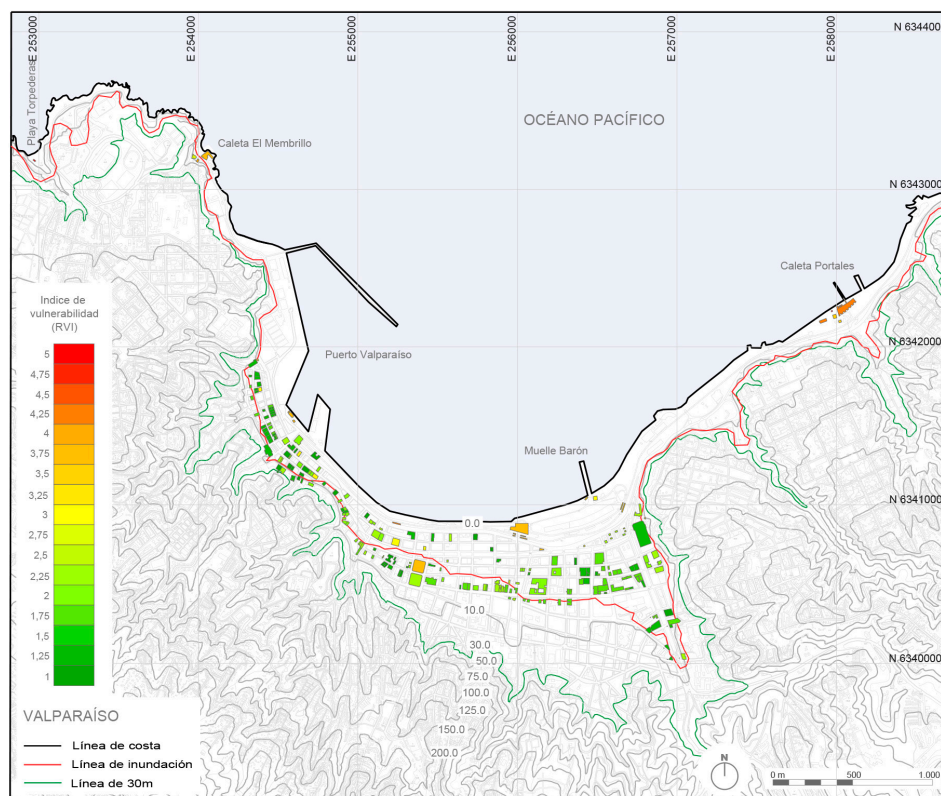 E 253000
E 254000
E 255000
E 256000
E 257000
E 258000
N 6344000
Playa Torpederas
OCÉANO PACÍFICO
Caleta El Membrillo
N 6343000
Caleta Portales
Indice de
vulnerabilidad
(RVI)
5
4,75
4,5
4,25
4
3,75
3,5
3,25
3
2,75
2,5
2,25
2
1,75
1,5
1,25
1
Puerto Valparaíso
N 6342000
Muelle Barón
N 6341000
0.0
10.0
30.0
50.0
75.0
100.0
125.0
150.0
200.0
N 6340000
VALPARAÍSO
Línea de costa
Línea de inundación
Línea de 30m
N
0 m
500
1.000